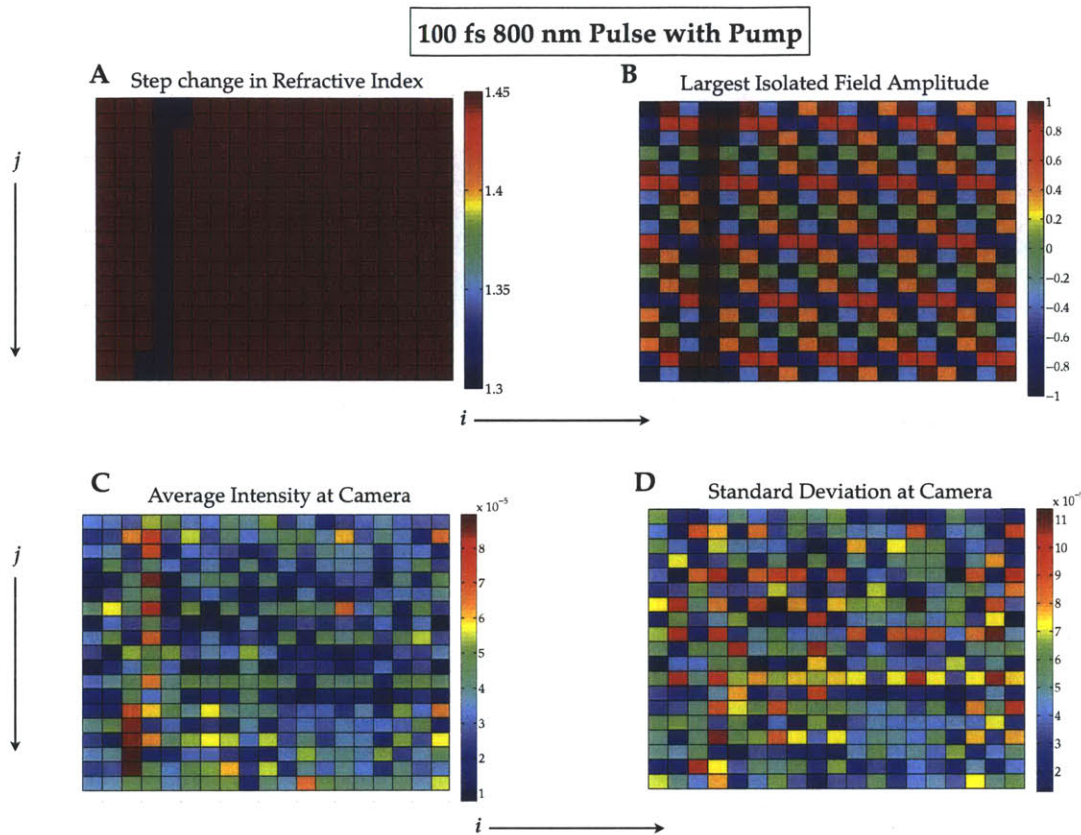 100 fs 800 nm Pulse with Pump
A
Step change in Refractive Index
j
1.45
1.4
1.35
1.3
B
Largest Isolated Field Amplitude
1
0.8
0.6
0.4
0.2
0
−0.2
−0.4
−0.6
−0.8
−1
i
C
Average Intensity at Camera
j
x 10⁻⁵
8
7
6
5
4
3
2
1
D
Standard Deviation at Camera
11
10
9
8
7
6
5
4
3
2
i